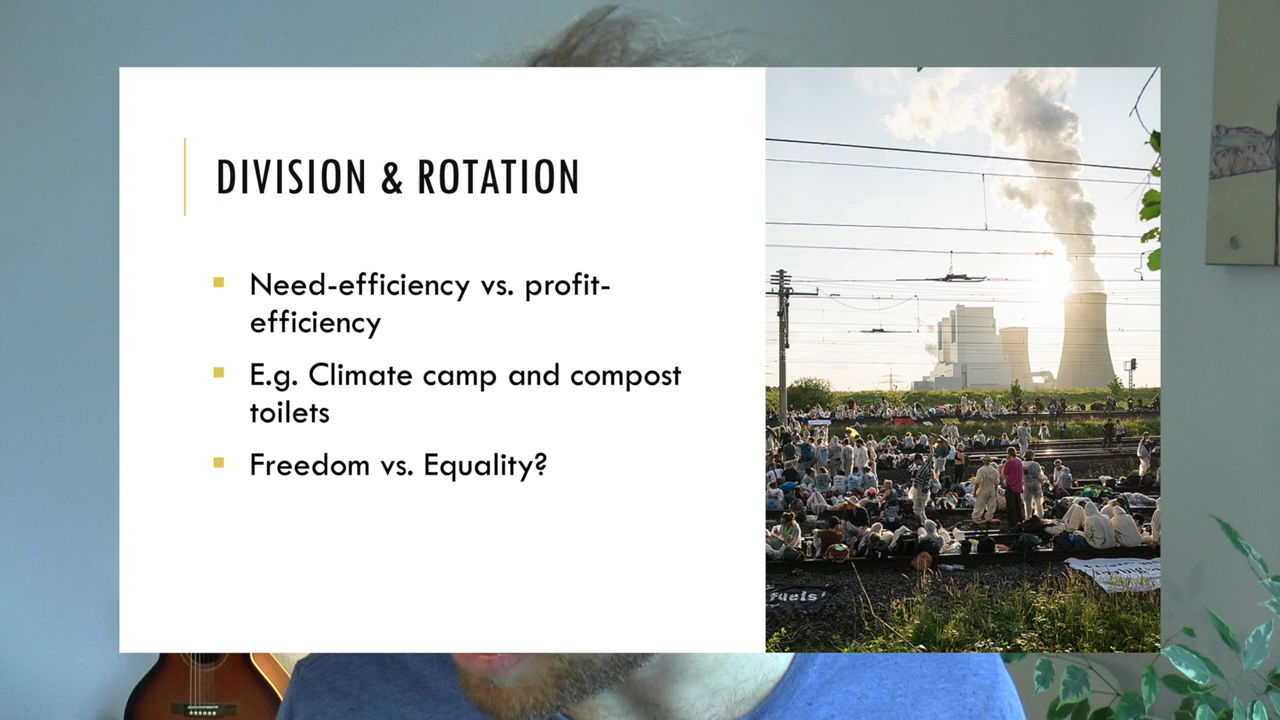 DIVISION & ROTATION
Need-efficiency vs. profit-
efficiency
E.g. Climate camp and compost
toilets
Freedom vs. Equality?
fuels'